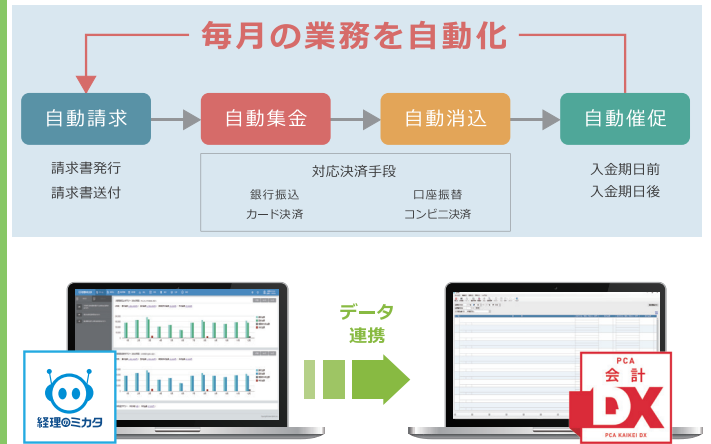 毎月の業務を自動化
自動請求
自動集金
自動消込
自動催促
請求書発行
請求書送付
対応決済手段
銀行振込
口座振替
カード決済
コンビニ決済
入金期日前
入金期日後
データ
連携
経理のミカタ
PCA
会計
DX
PCA KAIKEI DX